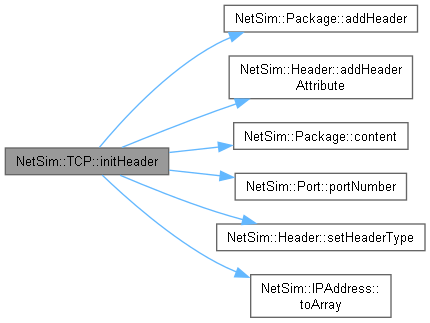 NetSim::Package::addHeader
NetSim::Header::addHeader
Attribute
NetSim::TCP::initHeader
NetSim::Package::content
NetSim::Port::portNumber
NetSim::Header::setHeaderType
NetSim::IPAddress::
toArray